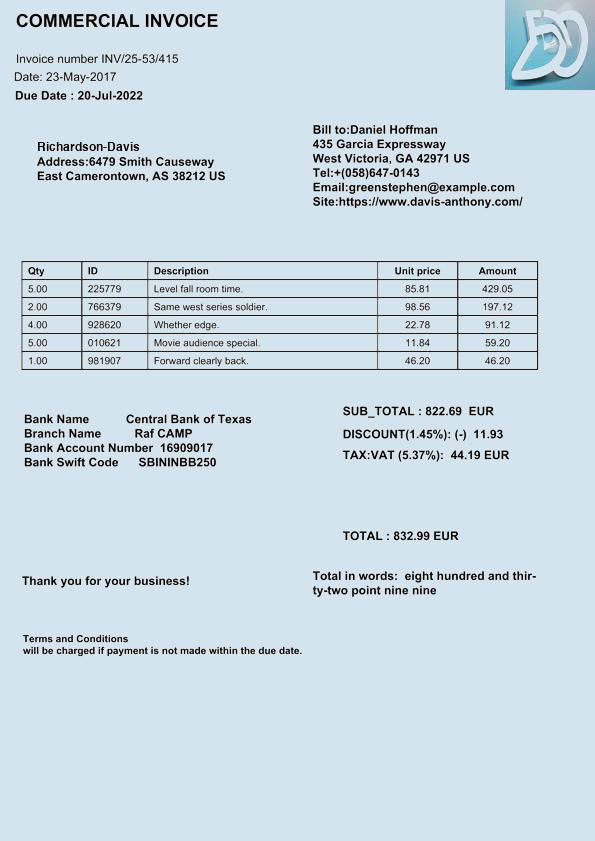 COMMERCIAL INVOICE
Invoice number INV/25-53/415
Date: 23-May-2017
Due Date : 20-Jul-2022
Richardson-Davis
Address:6479 Smith Causeway
East Camerontown, AS 38212 US
Bill to:Daniel Hoffman
435 Garcia Expressway
West Victoria, GA 42971 US
Tel:+(058)647-0143
Email:greenstephen@example.com
Site:https://www.davis-anthony.com/
Qty ID Description Unit price Amount
5.00 225779 Level fall room time. 85.81 429.05
2.00 766379 Same west series soldier. 98.56 197.12
4.00 928620 Whether edge. 22.78 91.12
5.00 010621 Movie audience special. 11.84 59.20
1.00 981907 Forward clearly back. 46.20 46.20
Bank Name Central Bank of Texas
Branch Name Raf CAMP
Bank Account Number 16909017
Bank Swift Code SBININBB250
SUB_TOTAL : 822.69 EUR
DISCOUNT(1.45%): (-) 11.93
TAX:VAT (5.37%): 44.19 EUR
TOTAL : 832.99 EUR
Thank you for your business!
Total in words: eight hundred and thir-
ty-two point nine nine
Terms and Conditions
will be charged if payment is not made within the due date.